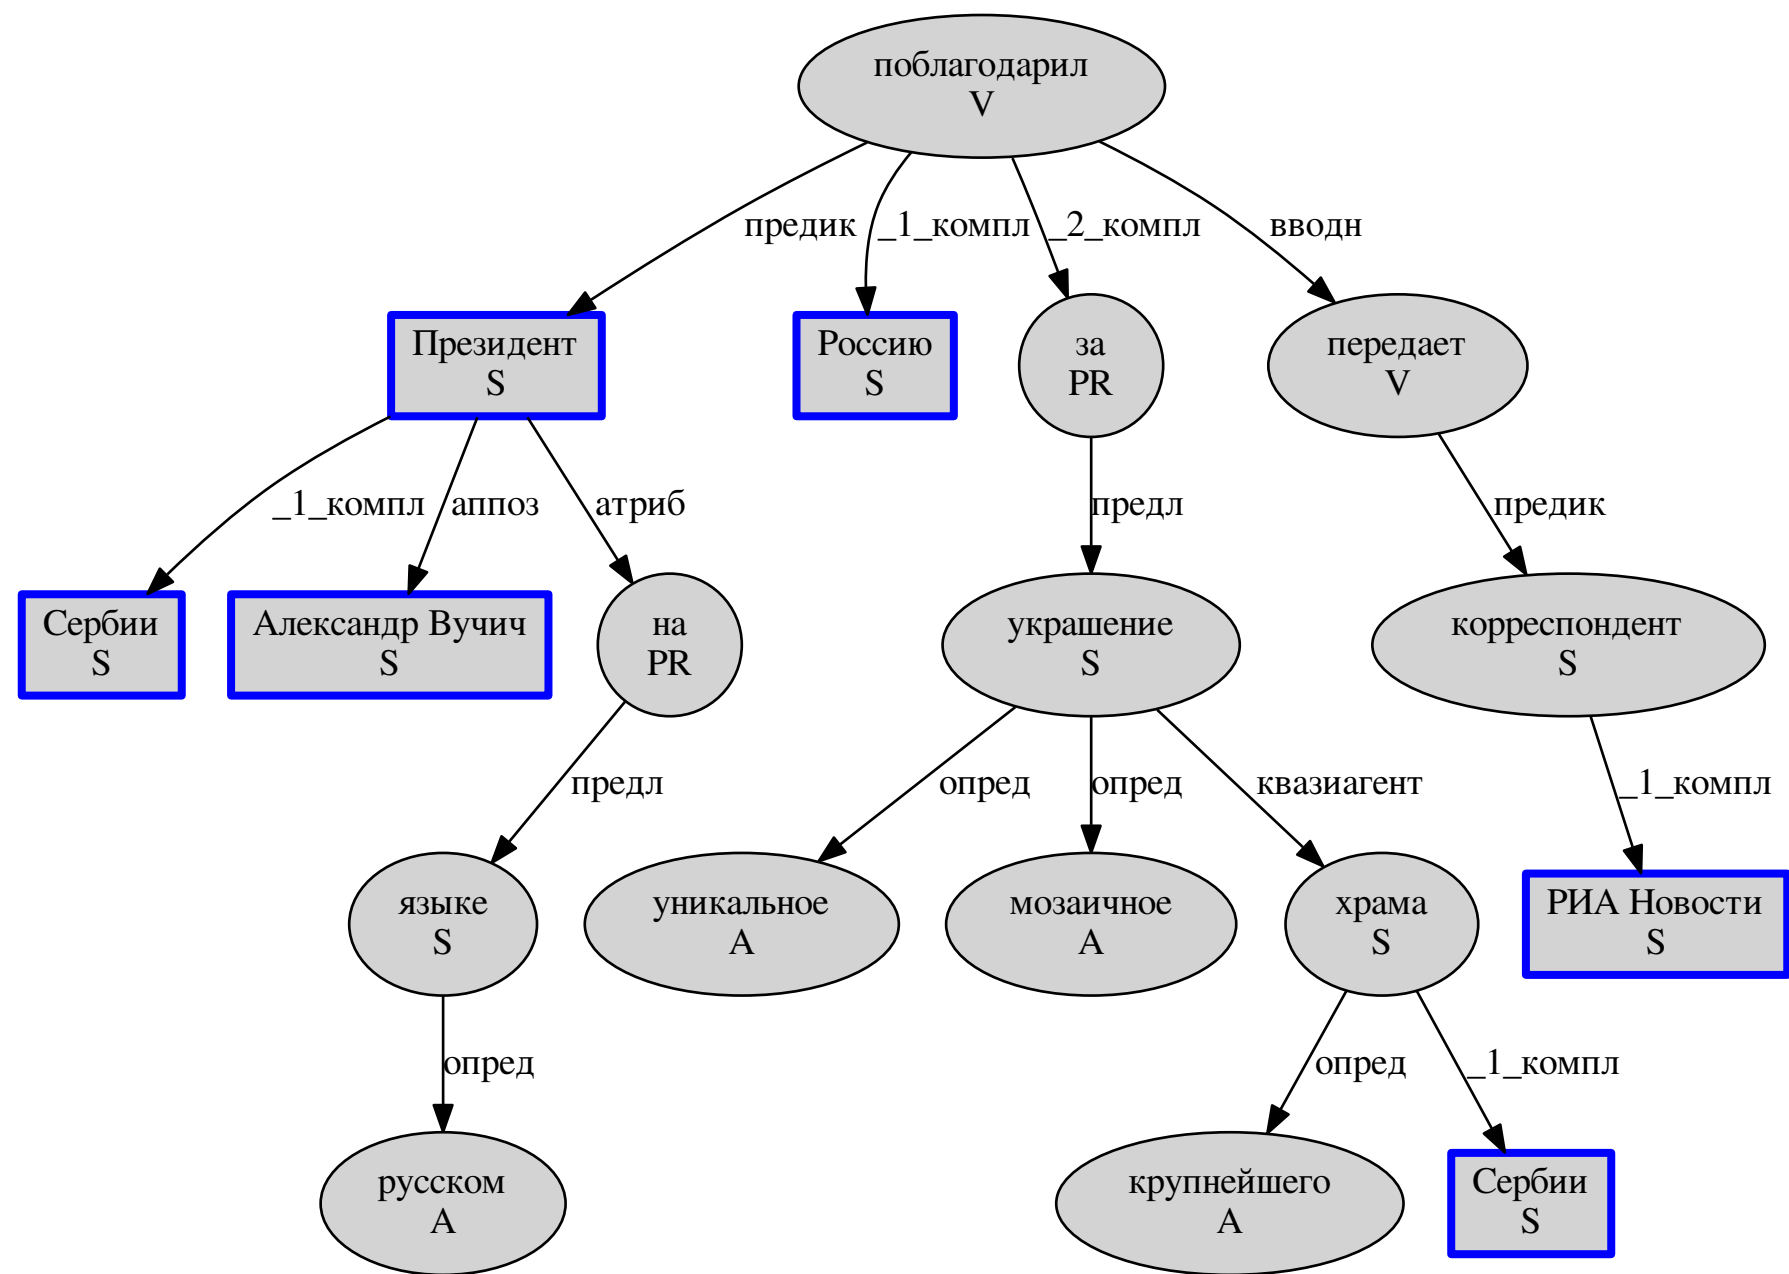 поблагодарил
V
предик
_1_компл
_2_компл
вводн
Президент
S
Россию
S
за
PR
передает
V
_1_компл
аппоз
атриб
предл
предик
Сербии
S
Александр Вучич
S
на
PR
украшение
S
корреспондент
S
предл
опред
опред
квазиагент
_1_компл
языке
S
уникальное
A
мозаичное
A
храма
S
РИА Новости
S
опред
опред
_1_компл
русском
A
крупнейшего
A
Сербии
S